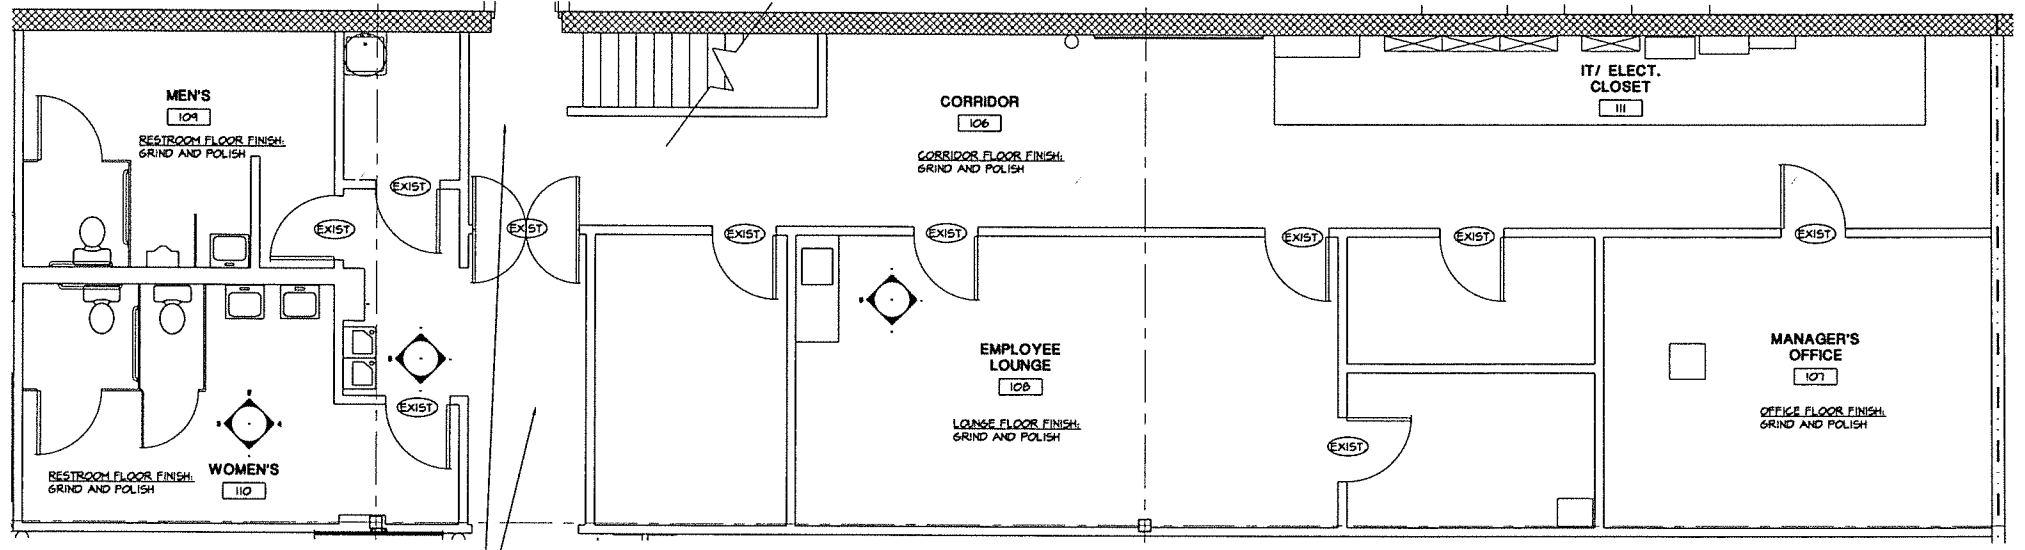 MEN'S
109
RESTROOM FLOOR FINISH:
GRIND AND POLISH
EXIST
EXIST
EXIST
CORRIDOR
106
CORRIDOR FLOOR FINISH:
GRIND AND POLISH
IT/ ELECT.
CLOSET
111
EXIST
EXIST
EXIST
EXIST
EXIST
EMPLOYEE
LOUNGE
108
LOUNGE FLOOR FINISH:
GRIND AND POLISH
EXIST
MANAGER'S
OFFICE
107
OFFICE FLOOR FINISH:
GRIND AND POLISH
EXIST
WOMEN'S
110
RESTROOM FLOOR FINISH:
GRIND AND POLISH